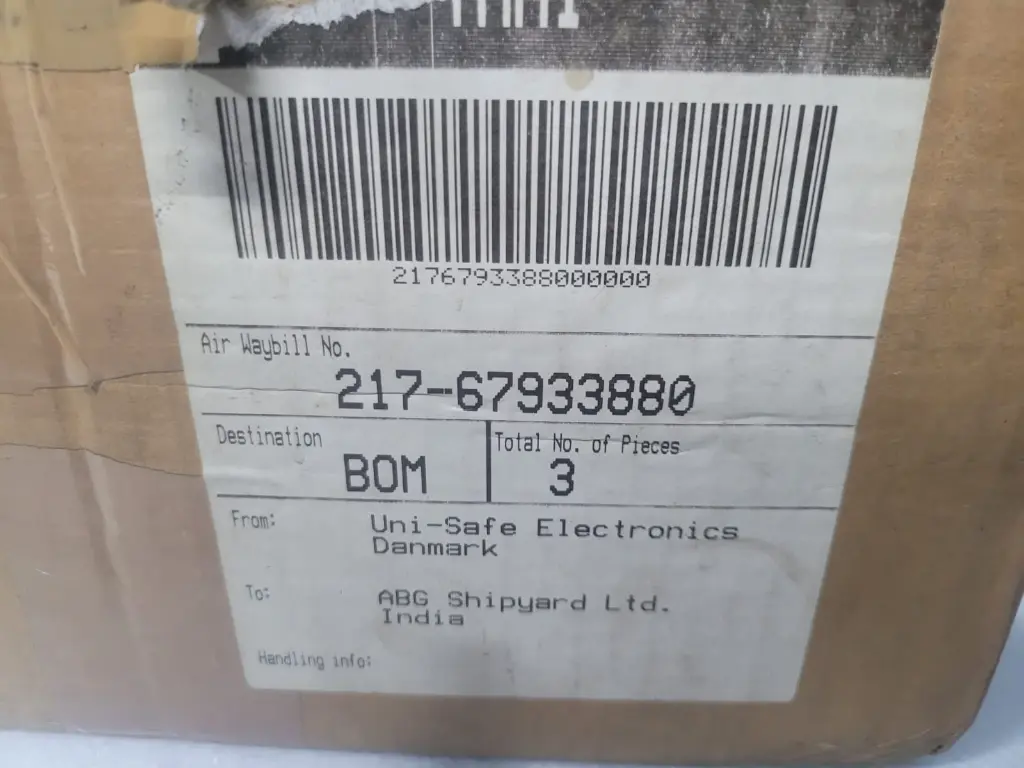 2176793388000000
Air Waybill No.
217-67933880
Destination
BOM
Total No. of Pieces
3
From:
Uni-Safe Electronics
Danmark
To:
ABG Shipyard Ltd.
India
Handling info: